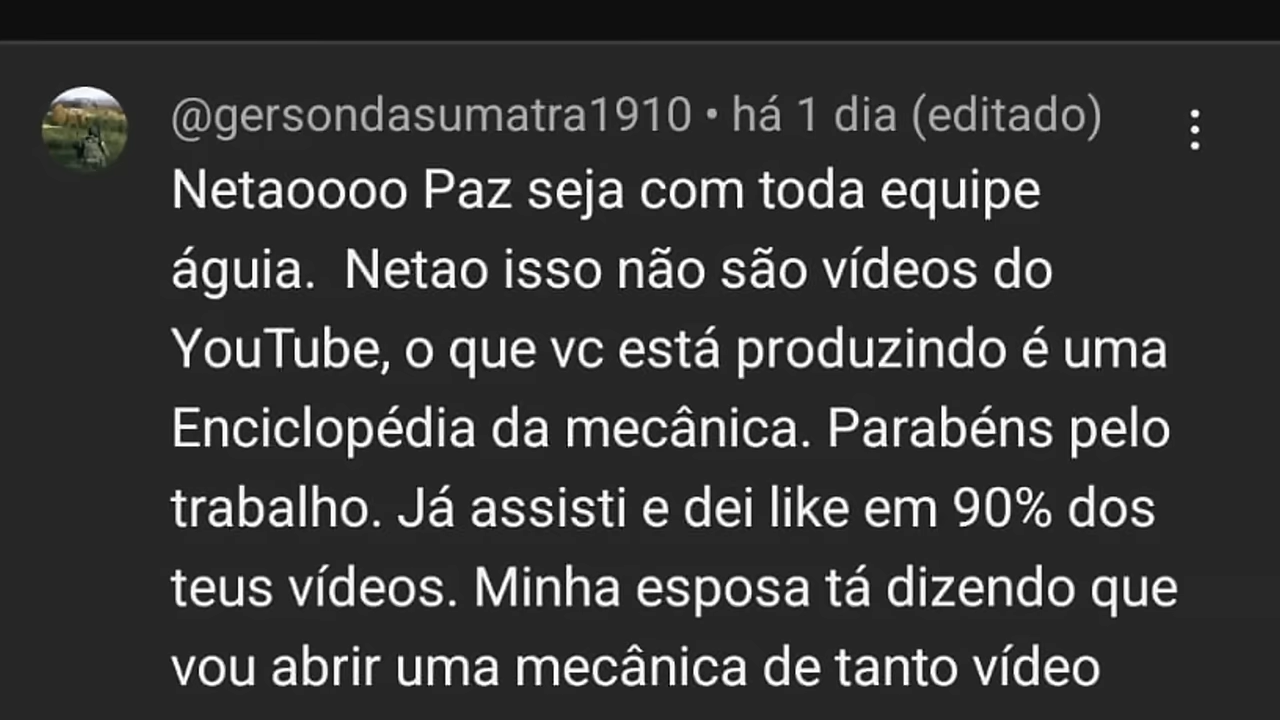 @gersondasumatra1910 • há 1 dia (editado)
Netaoooo Paz seja com toda equipe
águia.  Netao isso não são vídeos do
YouTube, o que vc está produzindo é uma
Enciclopédia da mecânica. Parabéns pelo
trabalho. Já assisti e dei like em 90% dos
teus vídeos. Minha esposa tá dizendo que
vou abrir uma mecânica de tanto vídeo